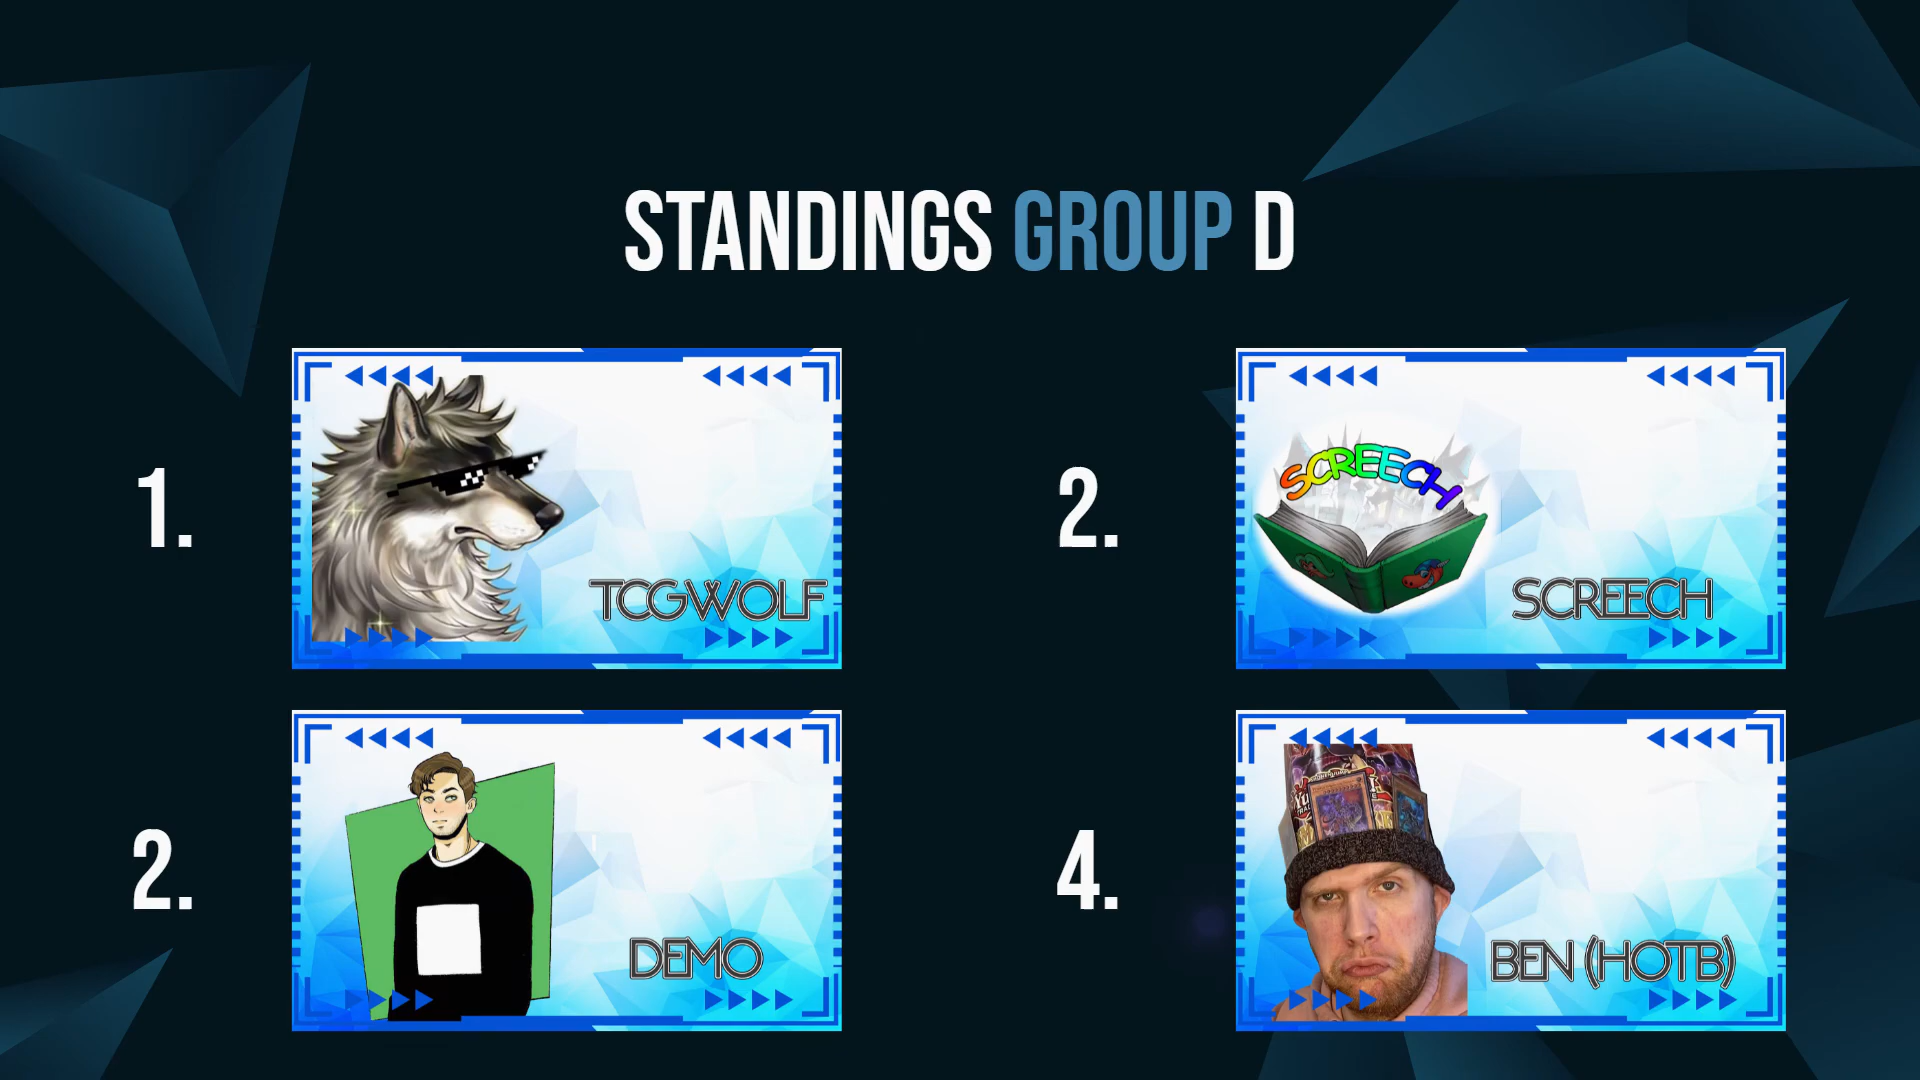 STANDINGS GROUP D
1.
TCGWOLF
2.
SCREECH
SCREECH
2.
DEMO
4.
BEN (HOTB)